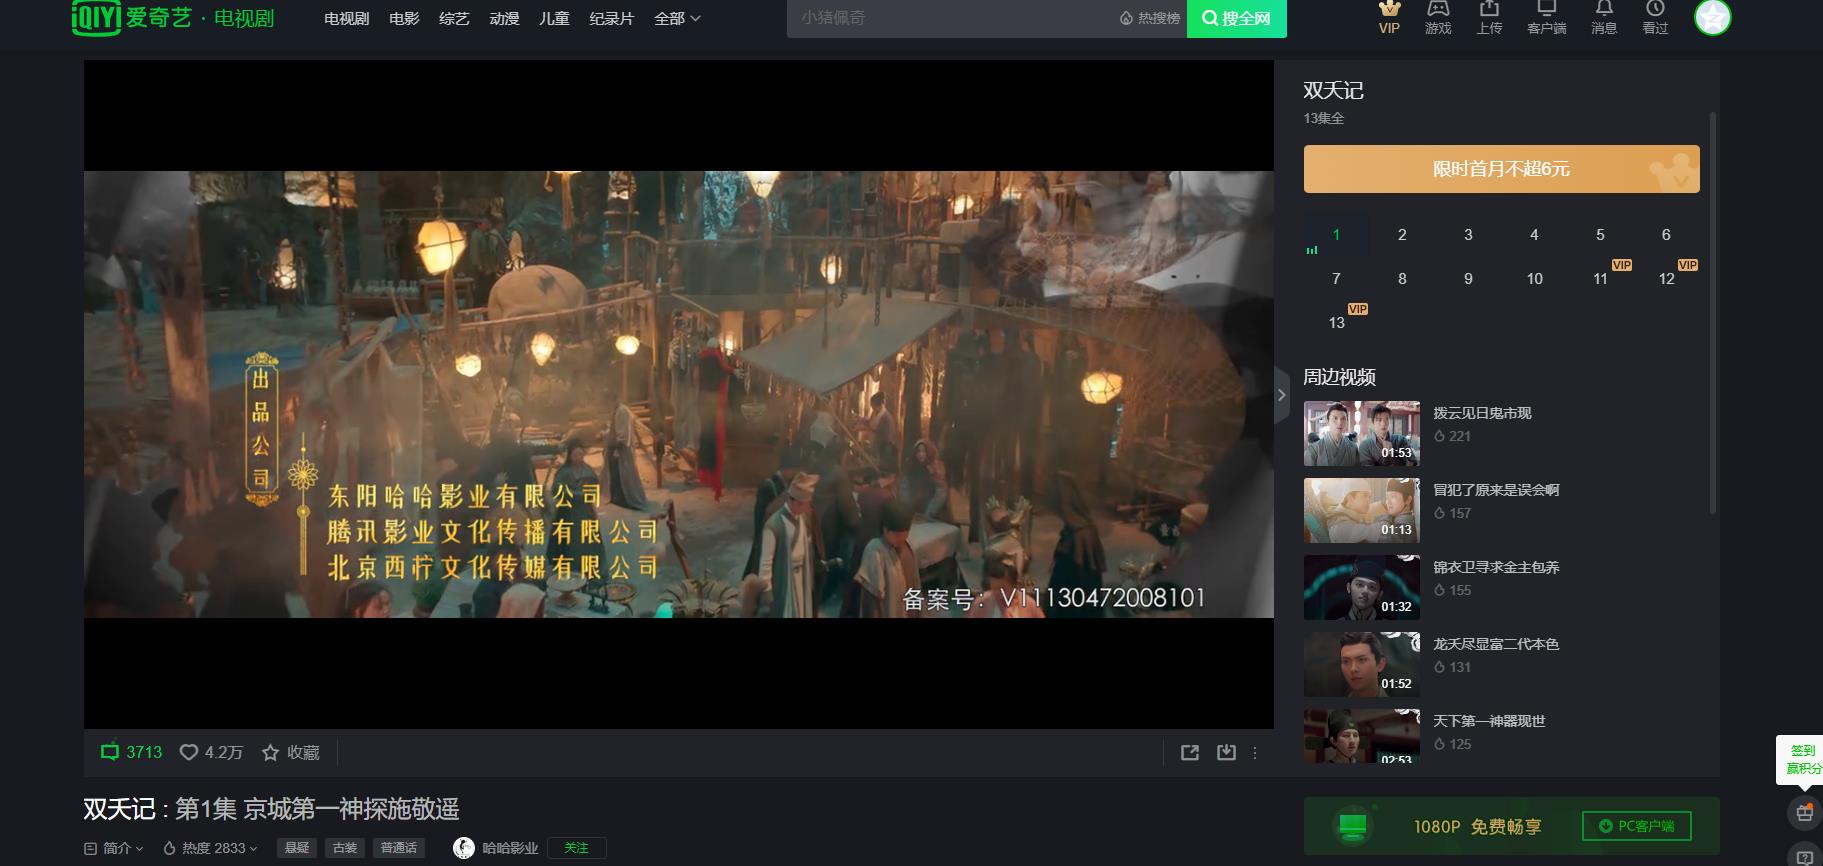 iQIYI 爱奇艺 · 电视剧
电视剧 电影 综艺 动漫 儿童 纪录片 全部
小猪佩奇 热搜榜 搜全网
VIP 游戏 上传 客户端 消息 看过
双夭记
13集全
限时首月不超6元
1 2 3 4 5 6
7 8 9 10 11 VIP 12 VIP
13 VIP
周边视频
拨云见日鬼市现
221
01:53
冒犯了原来是误会啊
157
01:13
锦衣卫寻求金主包养
155
01:32
龙夭尽显富二代本色
131
01:52
天下第一神器现世
125
02:53
出品公司
东阳哈哈影业有限公司
腾讯影业文化传播有限公司
北京西柠文化传媒有限公司
备案号：V11130472008101
3713 4.2万 收藏
双夭记 : 第1集 京城第一神探施敬遥
简介 热度 2833 悬疑 古装 普通话 哈哈影业 关注
1080P 免费畅享 PC客户端
签到
赢积分